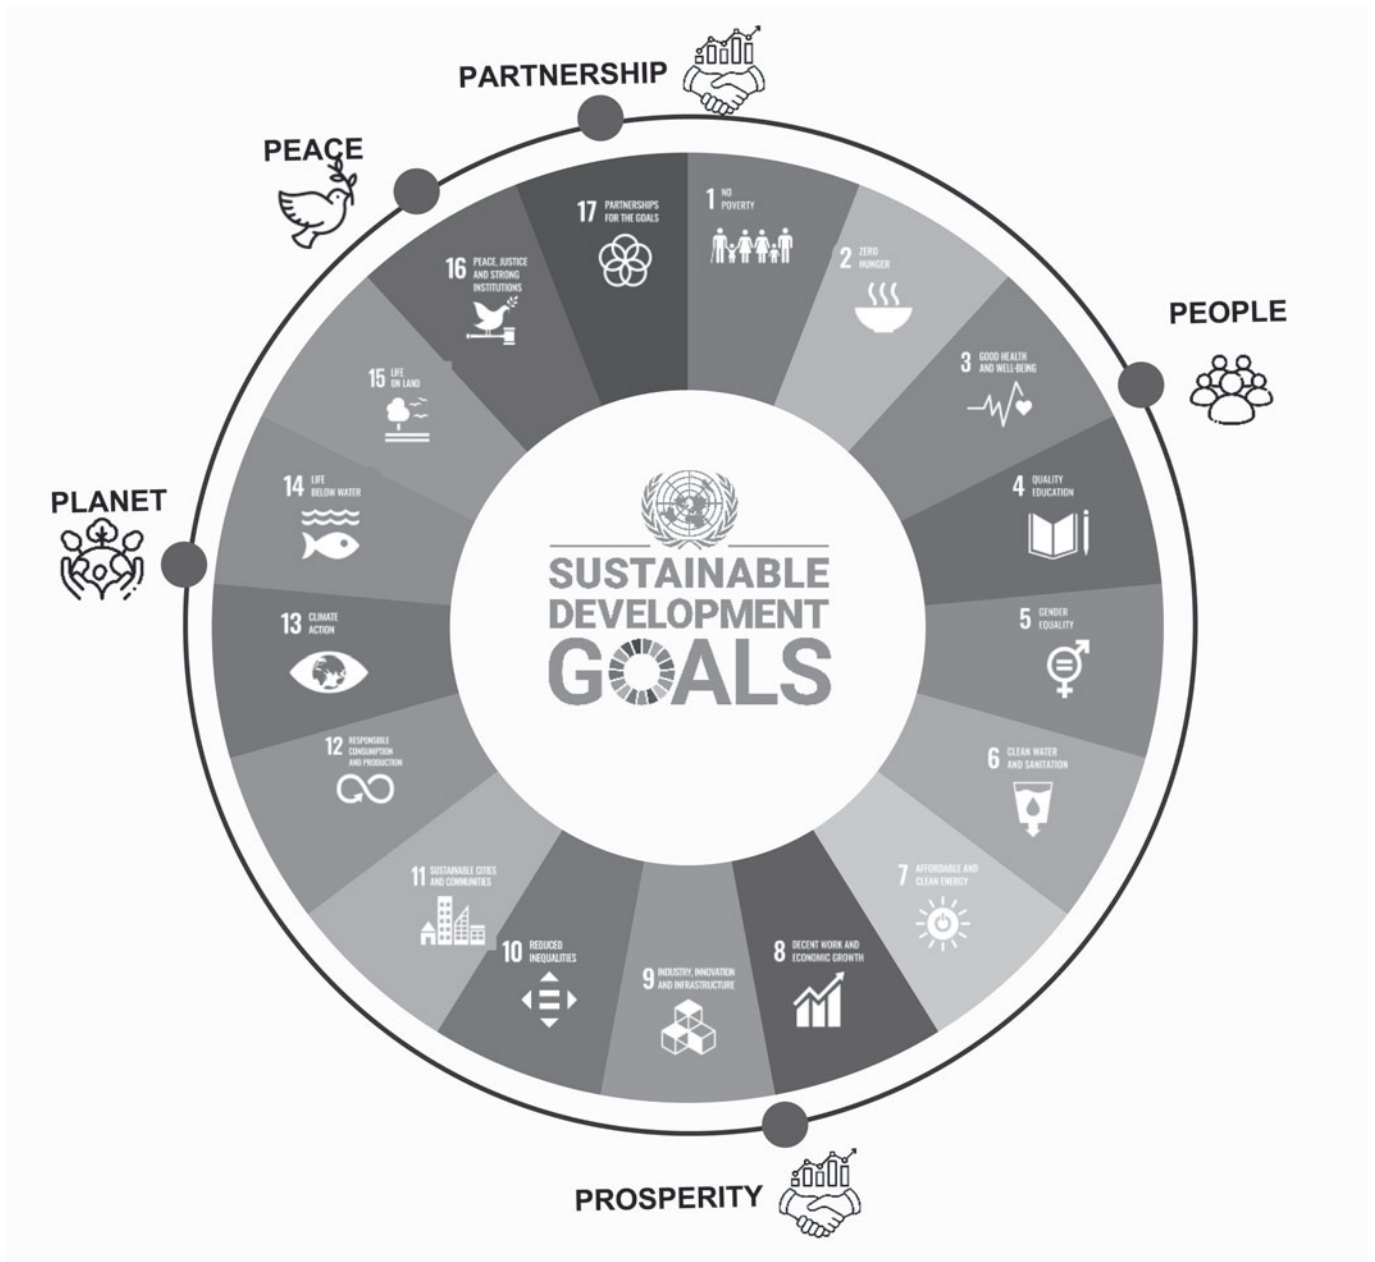 PARTNERSHIP
PEACE
PEOPLE
PLANET
PROSPERITY
1 NO
POVERTY
2 ZERO
HUNGER
3 GOOD HEALTH
AND WELL-BEING
4 QUALITY
EDUCATION
5 GENDER
EQUALITY
6 CLEAN WATER
AND SANITATION
7 AFFORDABLE AND
CLEAN ENERGY
8 DECENT WORK AND
ECONOMIC GROWTH
9 INDUSTRY, INNOVATION
AND INFRASTRUCTURE
10 REDUCED
INEQUALITIES
11 SUSTAINABLE CITIES
AND COMMUNITIES
12 RESPONSIBLE
CONSUMPTION
AND PRODUCTION
13 CLIMATE
ACTION
14 LIFE
BELOW WATER
15 LIFE
ON LAND
16 PEACE, JUSTICE
AND STRONG
INSTITUTIONS
17 PARTNERSHIPS
FOR THE GOALS
SUSTAINABLE
DEVELOPMENT
GOALS